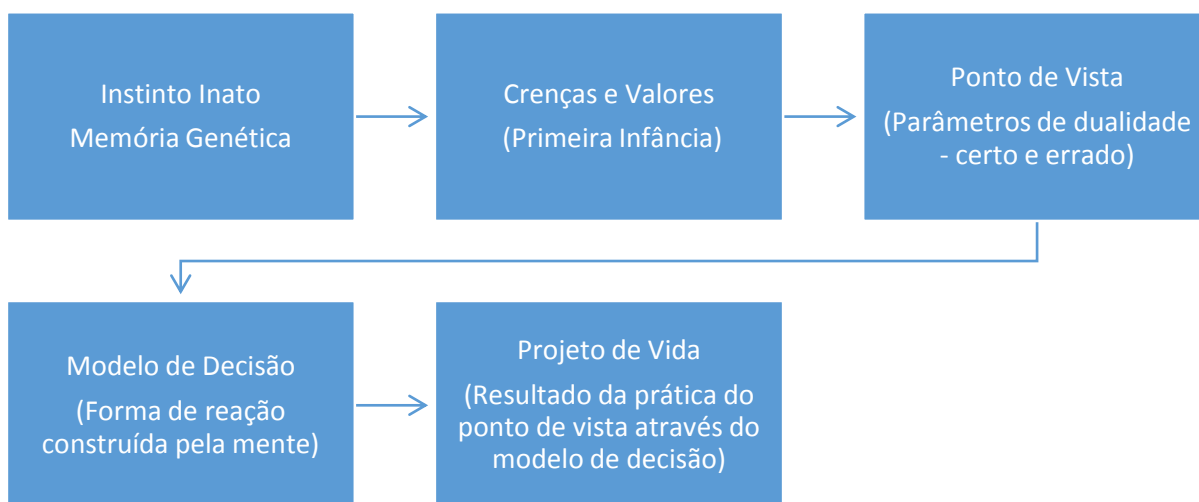 Instinto Inato
Memória Genética
Crenças e Valores
(Primeira Infância)
Ponto de Vista
(Parâmetros de dualidade
- certo e errado)
Modelo de Decisão
(Forma de reação
construída pela mente)
Projeto de Vida
(Resultado da prática do
ponto de vista através do
modelo de decisão)